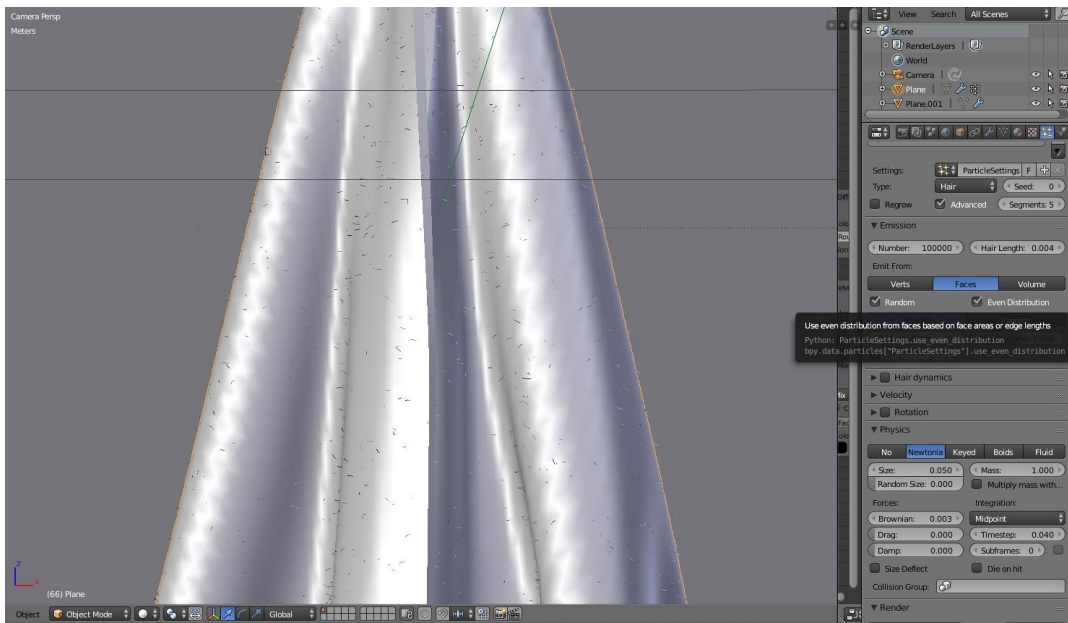 Camera Persp
Meters
View Search All Scenes
Scene
RenderLayers
World
Camera
Plane
Plane.001
Settings: ParticleSettings F
Type: Hair Seed: 0
Regrow Advanced Segments: 5
Emission
Number: 100000 Hair Length: 0.004
Emit From:
Verts Faces Volume
Random Even Distribution
Use even distribution from faces based on face areas or edge lengths
Python: ParticleSettings.use_even_distribution
bpy.data.particles["ParticleSettings"].use_even_distribution
Hair dynamics
Velocity
Rotation
Physics
No Newtonia Keyed Boids Fluid
Size: 0.050 Mass: 1.000
Random Size: 0.000 Multiply mass with...
Forces: Integration:
Brownian: 0.003 Midpoint
Drag: 0.000 Timestep: 0.040
Damp: 0.000 Subframes: 0
Size Deflect Die on hit
Collision Group:
Render
z
x
(66) Plane
Object Object Mode Global